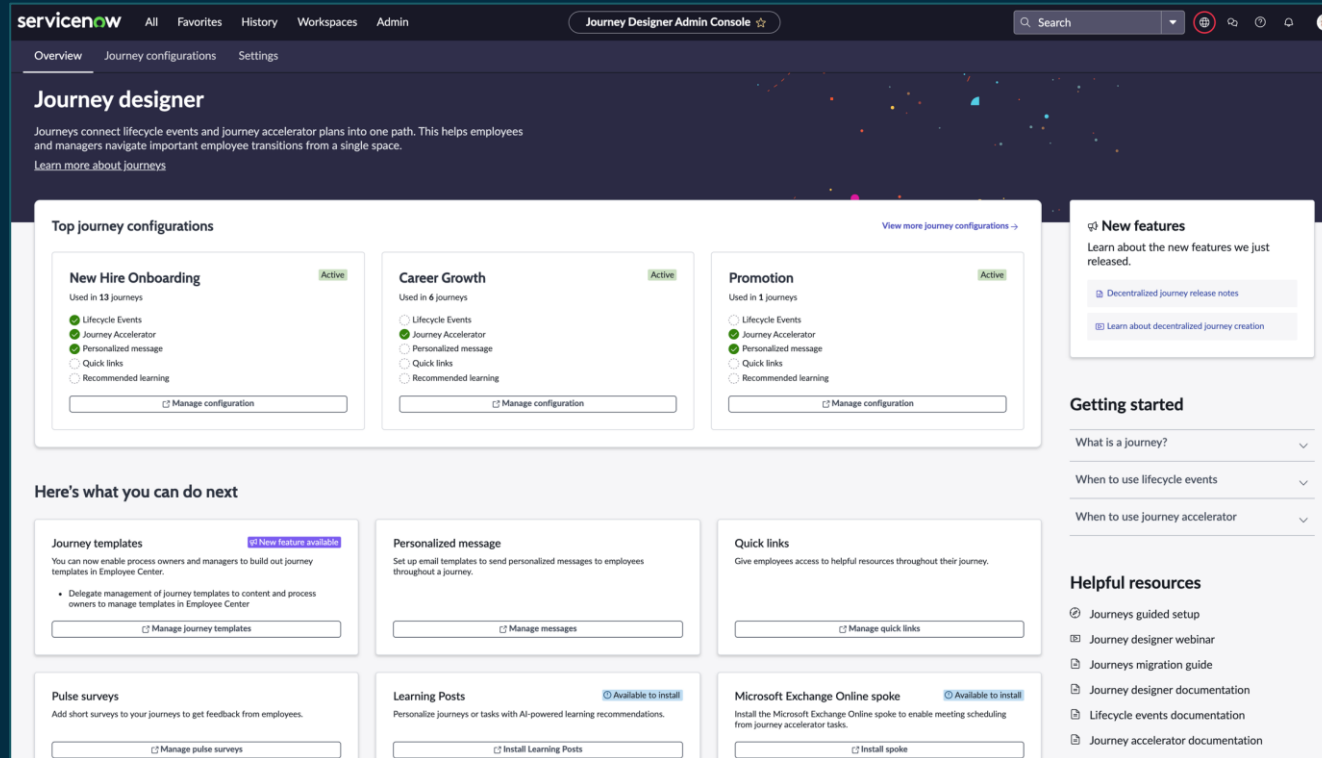 servicenow All Favorites History Workspaces Admin Journey Designer Admin Console Search
Overview Journey configurations Settings
Journey designer
Journeys connect lifecycle events and journey accelerator plans into one path. This helps employees
and managers navigate important employee transitions from a single space.
Learn more about journeys
Top journey configurations
View more journey configurations →
New Hire Onboarding
Active
Used in 13 journeys
Lifecycle Events
Journey Accelerator
Personalized message
Quick links
Recommended learning
Manage configuration
Career Growth
Active
Used in 6 journeys
Lifecycle Events
Journey Accelerator
Personalized message
Quick links
Recommended learning
Manage configuration
Promotion
Active
Used in 1 journeys
Lifecycle Events
Journey Accelerator
Personalized message
Quick links
Recommended learning
Manage configuration
New features
Learn about the new features we just
released.
Decentralized journey release notes
Learn about decentralized journey creation
Getting started
What is a journey?
When to use lifecycle events
When to use journey accelerator
Here's what you can do next
Journey templates
New feature available
You can now enable process owners and managers to build out journey
templates in Employee Center.
• Delegate management of journey templates to content and process
owners to manage templates in Employee Center
Manage journey templates
Personalized message
Set up email templates to send personalized messages to employees
throughout a journey.
Manage messages
Quick links
Give employees access to helpful resources throughout their journey.
Manage quick links
Pulse surveys
Add short surveys to your journeys to get feedback from employees.
Manage pulse surveys
Learning Posts
Available to install
Personalize journeys or tasks with AI-powered learning recommendations.
Install Learning Posts
Microsoft Exchange Online spoke
Available to install
Install the Microsoft Exchange Online spoke to enable meeting scheduling
from journey accelerator tasks.
Install spoke
Helpful resources
Journeys guided setup
Journey designer webinar
Journeys migration guide
Journey designer documentation
Lifecycle events documentation
Journey accelerator documentation